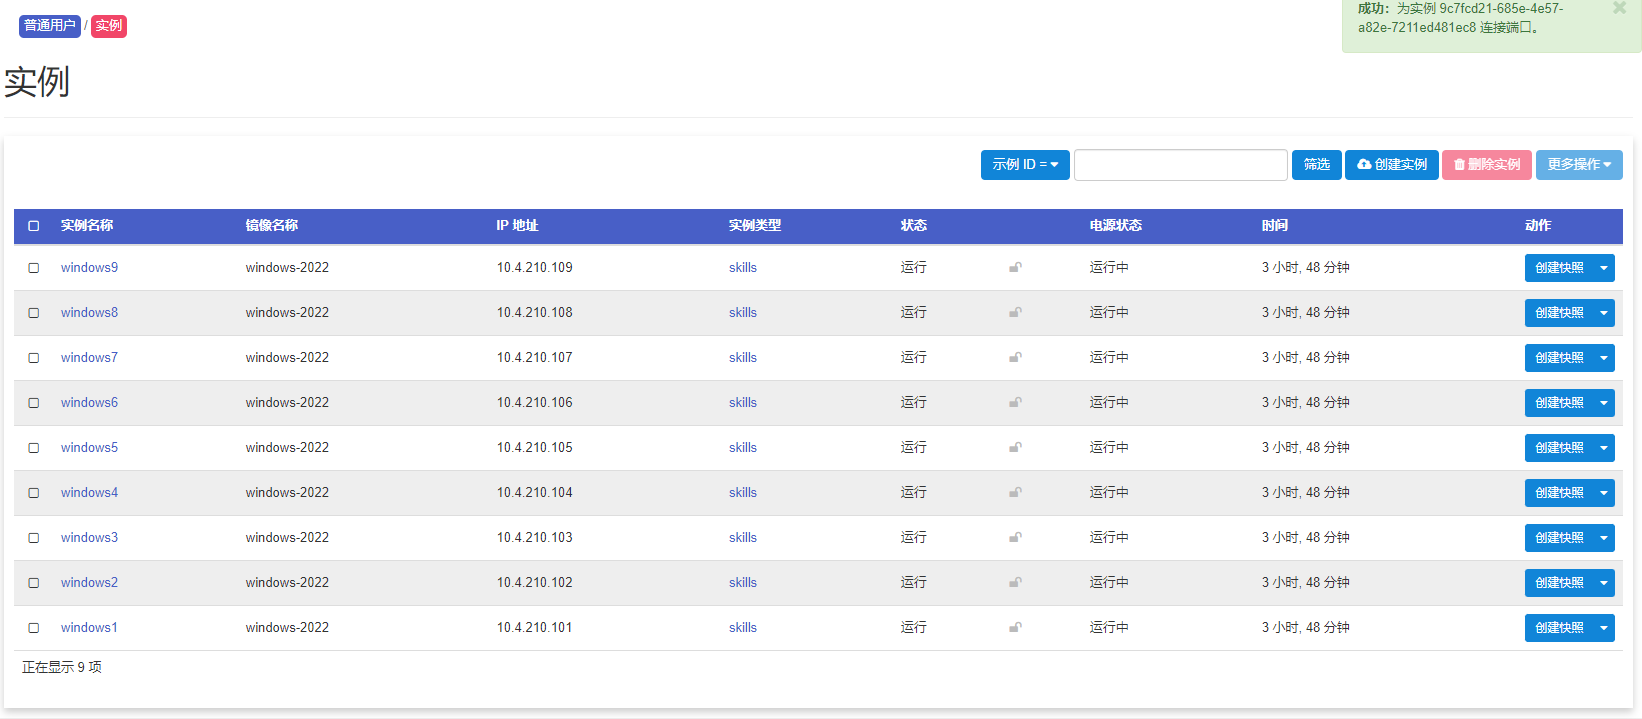 普通用户 / 实例
成功：为实例 9c7fcd21-685e-4e57-
a82e-7211ed481ec8 连接端口。
实例
示例 ID = 筛选 创建实例 删除实例 更多操作
实例名称 镜像名称 IP 地址 实例类型 状态 电源状态 时间 动作
windows9 windows-2022 10.4.210.109 skills 运行 运行中 3 小时, 48 分钟 创建快照
windows8 windows-2022 10.4.210.108 skills 运行 运行中 3 小时, 48 分钟 创建快照
windows7 windows-2022 10.4.210.107 skills 运行 运行中 3 小时, 48 分钟 创建快照
windows6 windows-2022 10.4.210.106 skills 运行 运行中 3 小时, 48 分钟 创建快照
windows5 windows-2022 10.4.210.105 skills 运行 运行中 3 小时, 48 分钟 创建快照
windows4 windows-2022 10.4.210.104 skills 运行 运行中 3 小时, 48 分钟 创建快照
windows3 windows-2022 10.4.210.103 skills 运行 运行中 3 小时, 48 分钟 创建快照
windows2 windows-2022 10.4.210.102 skills 运行 运行中 3 小时, 48 分钟 创建快照
windows1 windows-2022 10.4.210.101 skills 运行 运行中 3 小时, 48 分钟 创建快照
正在显示 9 项